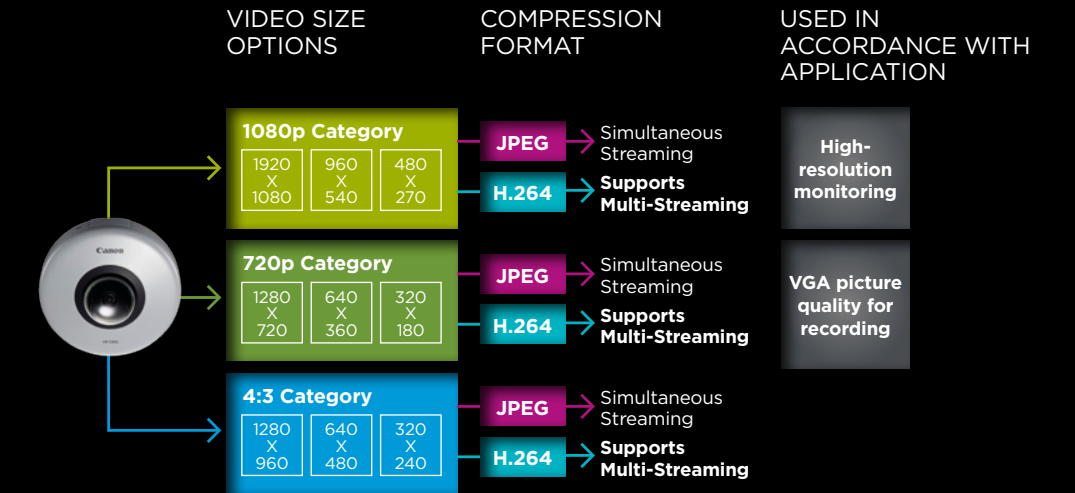 VIDEO SIZE
OPTIONS
COMPRESSION
FORMAT
USED IN
ACCORDANCE WITH
APPLICATION
Canon
1080p Category
1920
X
1080
960
X
540
480
X
270
JPEG
Simultaneous
Streaming
H.264
Supports
Multi-Streaming
High-
resolution
monitoring
720p Category
1280
X
720
640
X
360
320
X
180
JPEG
Simultaneous
Streaming
H.264
Supports
Multi-Streaming
VGA picture
quality for
recording
4:3 Category
1280
X
960
640
X
480
320
X
240
JPEG
Simultaneous
Streaming
H.264
Supports
Multi-Streaming